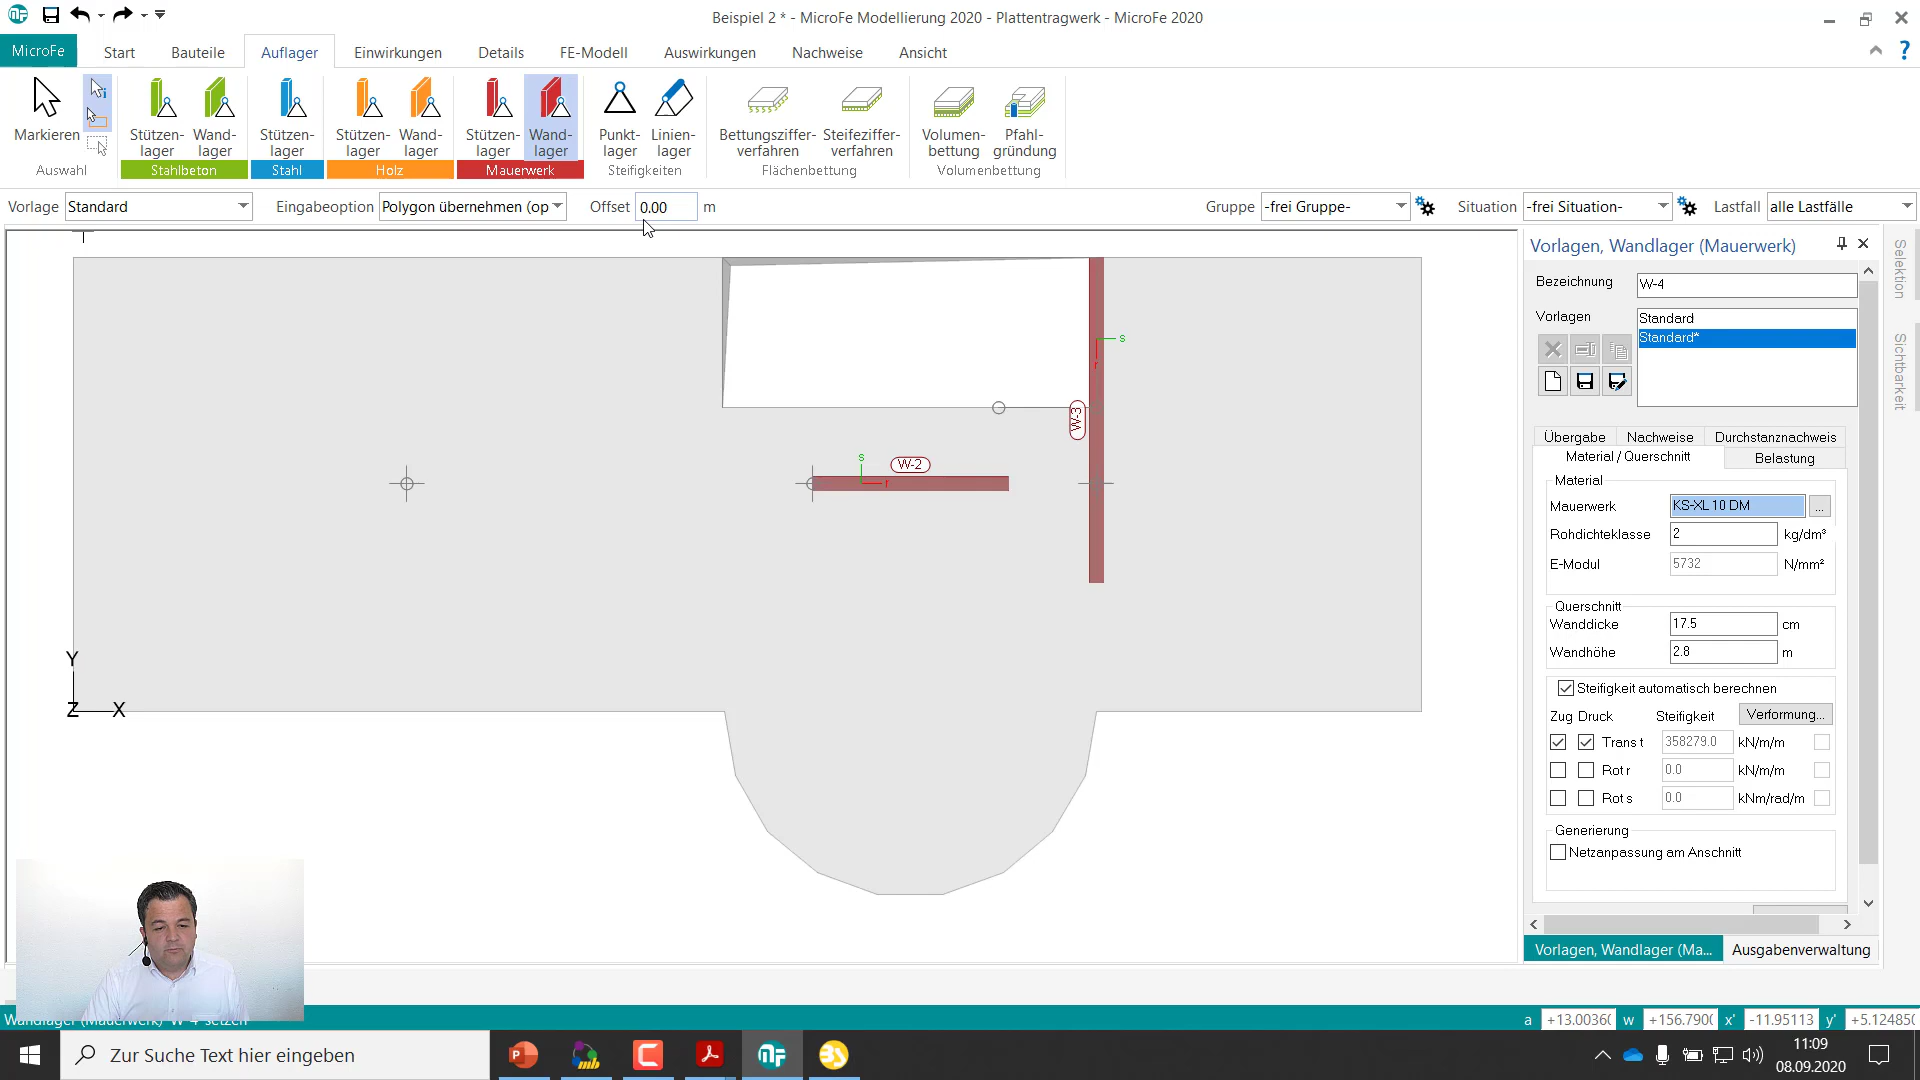 Beispiel 2 * - MicroFe Modellierung 2020 - Plattentragwerk - MicroFe 2020
MicroFe Start Bauteile Auflager Einwirkungen Details FE-Modell Auswirkungen Nachweise Ansicht
Markieren
Auswahl
Stützen-
lager
Wand-
lager
Stahlbeton
Stützen-
lager
Stahl
Stützen-
lager
Wand-
lager
Holz
Stützen-
lager
Wand-
lager
Mauerwerk
Punkt-
lager
Linien-
lager
Steifigkeiten
Bettungsziffer-
verfahren
Steifeziffer-
verfahren
Flächenbettung
Volumen-
bettung
Pfahl-
gründung
Volumenbettung
Vorlage Standard Eingabeoption Polygon übernehmen (op Offset 0.00 m Gruppe -frei Gruppe- Situation -frei Situation- Lastfall alle Lastfälle
s
r
W-3
s
W-2
r
Y
Z
X
Vorlagen, Wandlager (Mauerwerk)
Bezeichnung W-4
Vorlagen
Standard
Standard*
Übergabe Nachweise Durchstanznachweis
Material / Querschnitt Belastung
Material
Mauerwerk KS-XL 10 DM ...
Rohdichteklasse 2 kg/dm³
E-Modul 5732 N/mm²
Querschnitt
Wanddicke 17.5 cm
Wandhöhe 2.8 m
Steifigkeit automatisch berechnen
Zug Druck Steifigkeit Verformung...
Trans t 358279.0 kN/m/m
Rot r 0.0 kN/m/m
Rot s 0.0 kNm/rad/m
Generierung
Netzanpassung am Anschnitt
Vorlagen, Wandlager (Ma... Ausgabenverwaltung
Selektion
Sichtbarkeit
Wandlager (Mauerwerk) W-4 setzen
a +13.0036( w +156.790( x' -11.95113 y' +5.124850
Zur Suche Text hier eingeben
11:09
08.09.2020